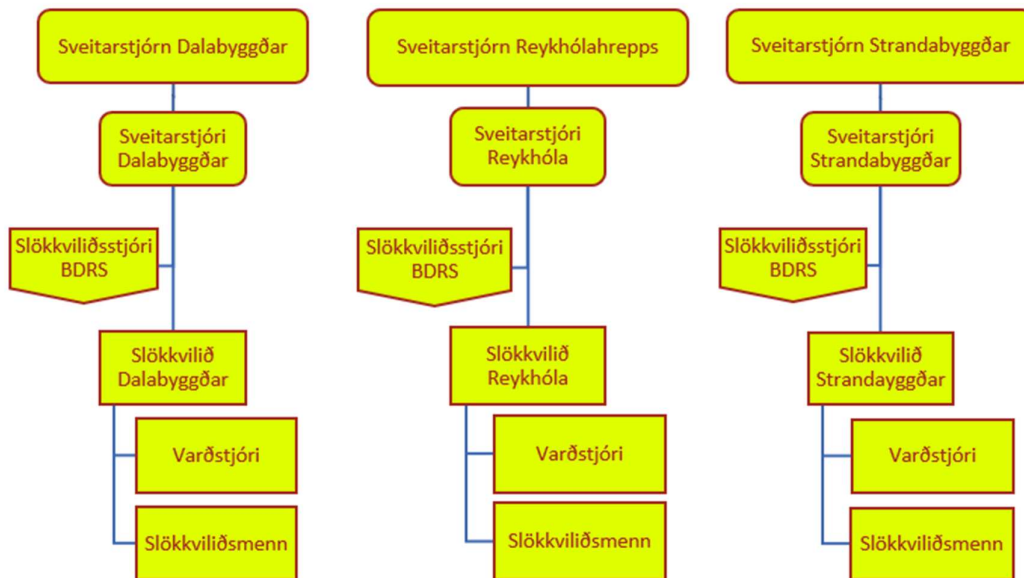 Sveitarstjórn Dalabyggðar
Sveitarstjóri
Dalabyggðar
Slökkviliðsstjóri
BDRS
Slökkvilið
Dalabyggðar
Varðstjóri
Slökkviliðsmenn
Sveitarstjórn Reykhólahrepps
Sveitarstjóri
Reykhóla
Slökkviliðsstjóri
BDRS
Slökkvilið
Reykhóla
Varðstjóri
Slökkviliðsmenn
Sveitarstjórn Strandabyggðar
Sveitarstjóri
Strandabyggðar
Slökkviliðsstjóri
BDRS
Slökkvilið
Strandayggðar
Varðstjóri
Slökkviliðsmenn